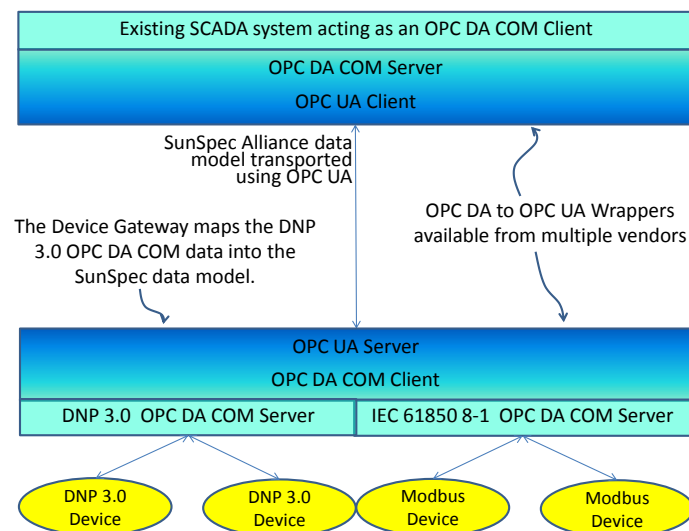 Existing SCADA system acting as an OPC DA COM Client
OPC DA COM Server
OPC UA Client
SunSpec Alliance data
model transported
using OPC UA
The Device Gateway maps the DNP
3.0 OPC DA COM data into the
SunSpec data model.
OPC DA to OPC UA Wrappers
available from multiple vendors
OPC UA Server
OPC DA COM Client
DNP 3.0 OPC DA COM Server
IEC 61850 8-1 OPC DA COM Server
DNP 3.0
Device
DNP 3.0
Device
Modbus
Device
Modbus
Device